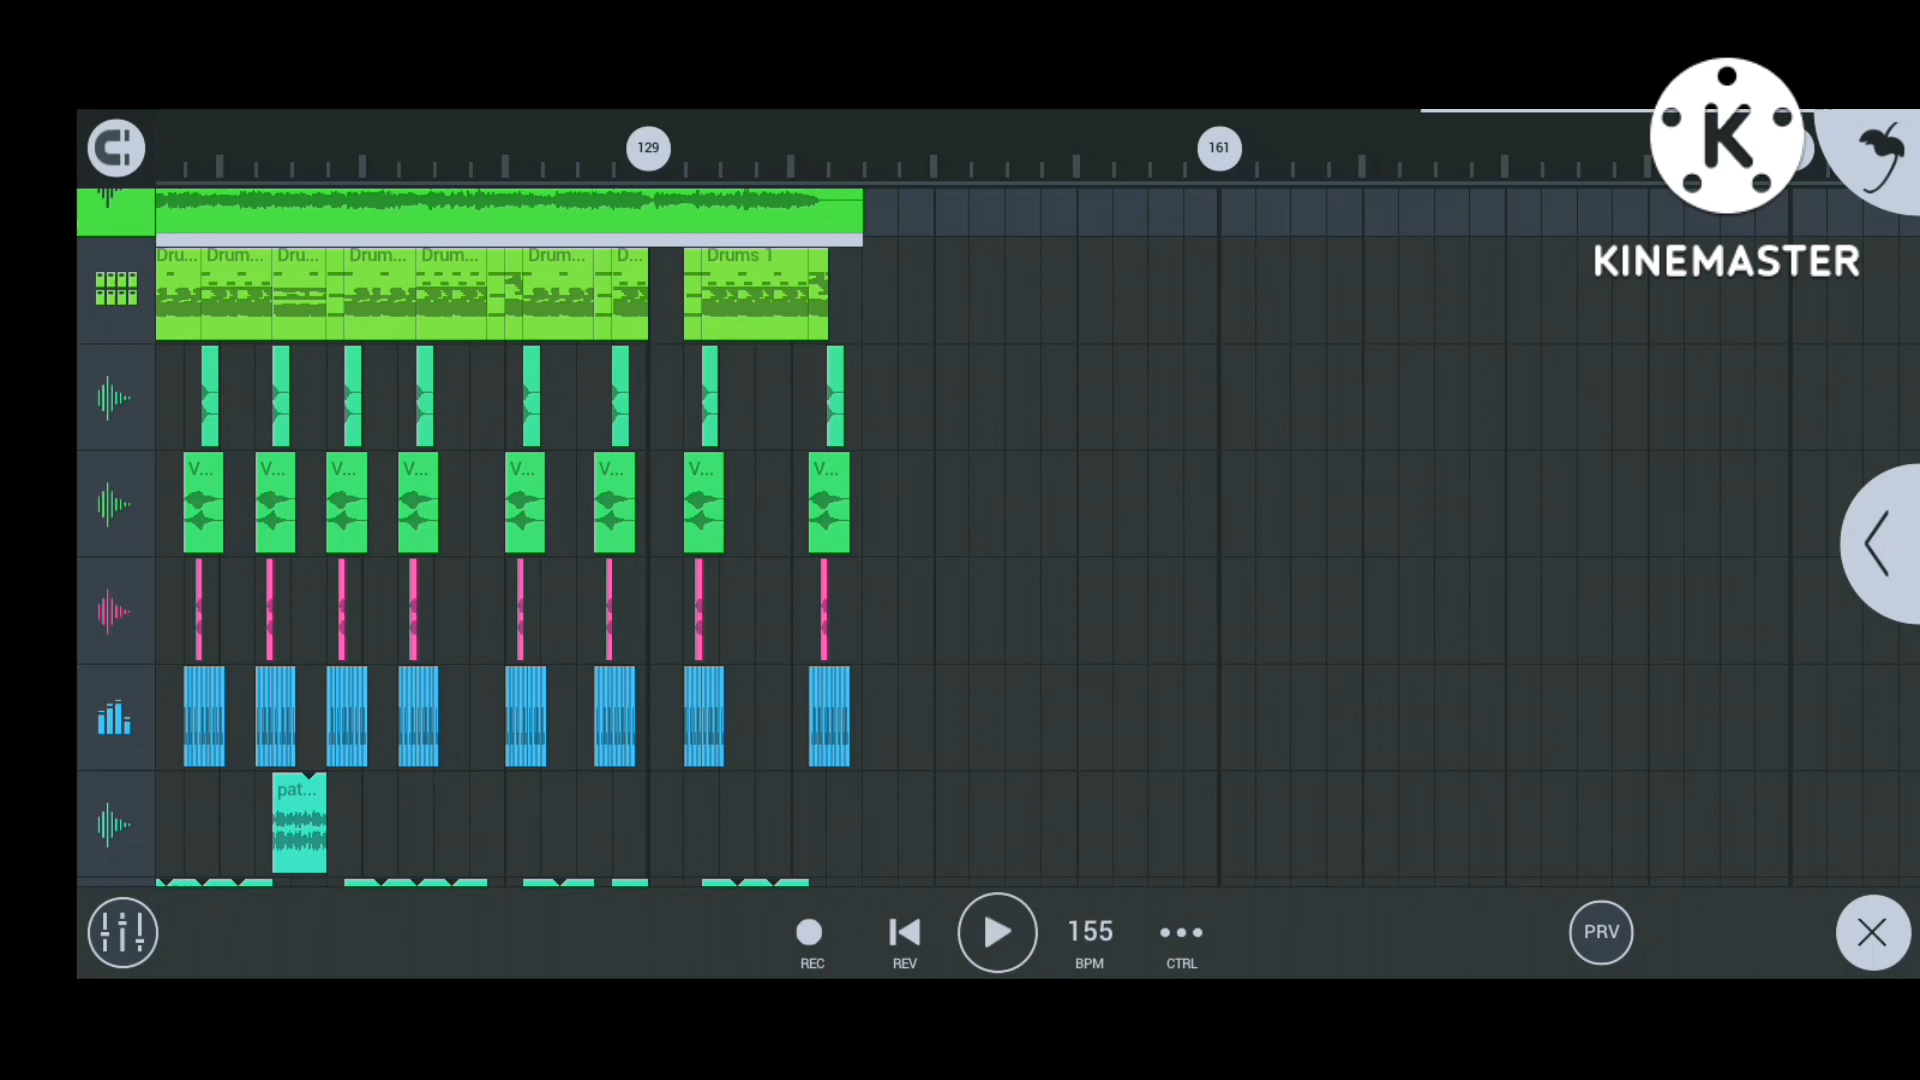 129
161
KINEMASTER
Dru... Drum... Dru... Drum... Drum... Drum... D... Drums 1
V... V... V... V... V... V... V... V...
pat...
155
PRV
REC REV BPM CTRL